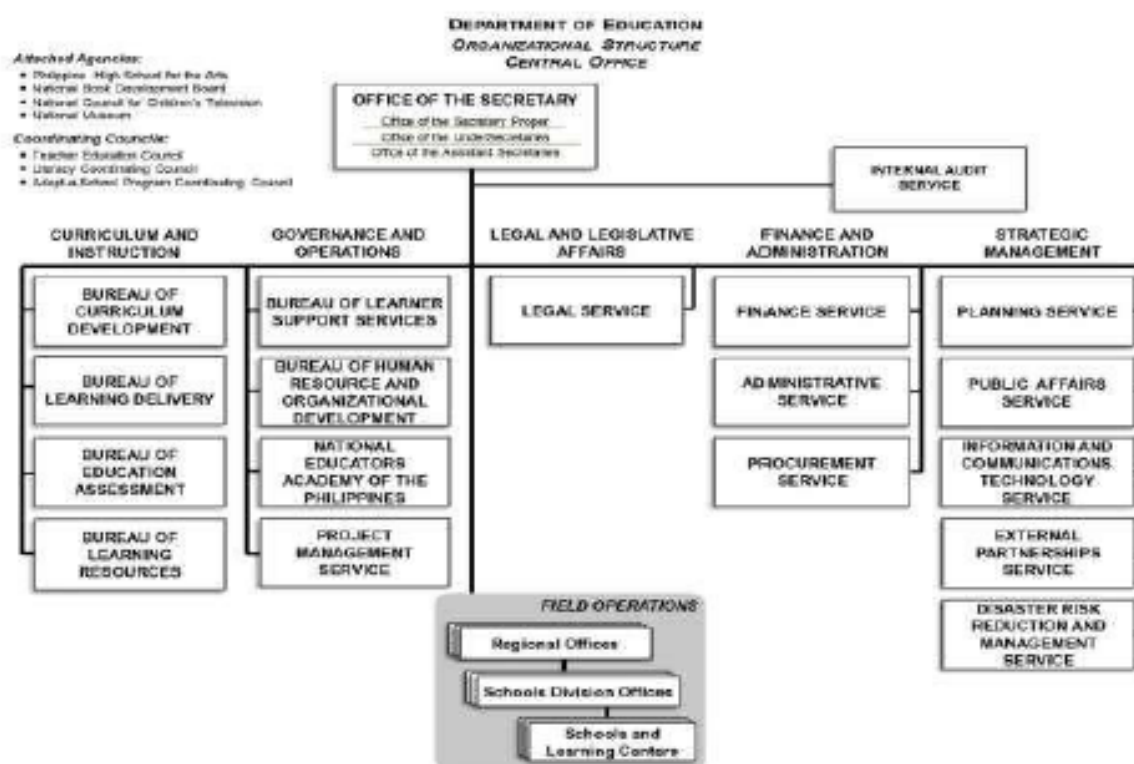 DEPARTMENT OF EDUCATION
ORGANIZATIONAL STRUCTURE
CENTRAL OFFICE
Attached Agencies:
• Philippine High School for the Arts
• National Book Development Board
• National Council for Children's Television
• National Museum
Coordinating Councils:
• Teacher Education Council
• Literacy Coordinating Council
• Adopt-a-School Program Coordinating Council
OFFICE OF THE SECRETARY
Office of the Secretary Proper
Office of the UnderSecretaries
Office of the Assistant Secretaries
INTERNAL AUDIT
SERVICE
CURRICULUM AND
INSTRUCTION
BUREAU OF
CURRICULUM
DEVELOPMENT
BUREAU OF
LEARNING DELIVERY
BUREAU OF
EDUCATION
ASSESSMENT
BUREAU OF
LEARNING
RESOURCES
GOVERNANCE AND
OPERATIONS
BUREAU OF LEARNER
SUPPORT SERVICES
BUREAU OF HUMAN
RESOURCE AND
ORGANIZATIONAL
DEVELOPMENT
NATIONAL
EDUCATORS
ACADEMY OF THE
PHILIPPINES
PROJECT
MANAGEMENT
SERVICE
LEGAL AND LEGISLATIVE
AFFAIRS
LEGAL SERVICE
FINANCE AND
ADMINISTRATION
FINANCE SERVICE
ADMINISTRATIVE
SERVICE
PROCUREMENT
SERVICE
STRATEGIC
MANAGEMENT
PLANNING SERVICE
PUBLIC AFFAIRS
SERVICE
INFORMATION AND
COMMUNICATIONS
TECHNOLOGY
SERVICE
EXTERNAL
PARTNERSHIPS
SERVICE
DISASTER RISK
REDUCTION AND
MANAGEMENT
SERVICE
FIELD OPERATIONS
Regional Offices
Schools Division Offices
Schools and
Learning Centers